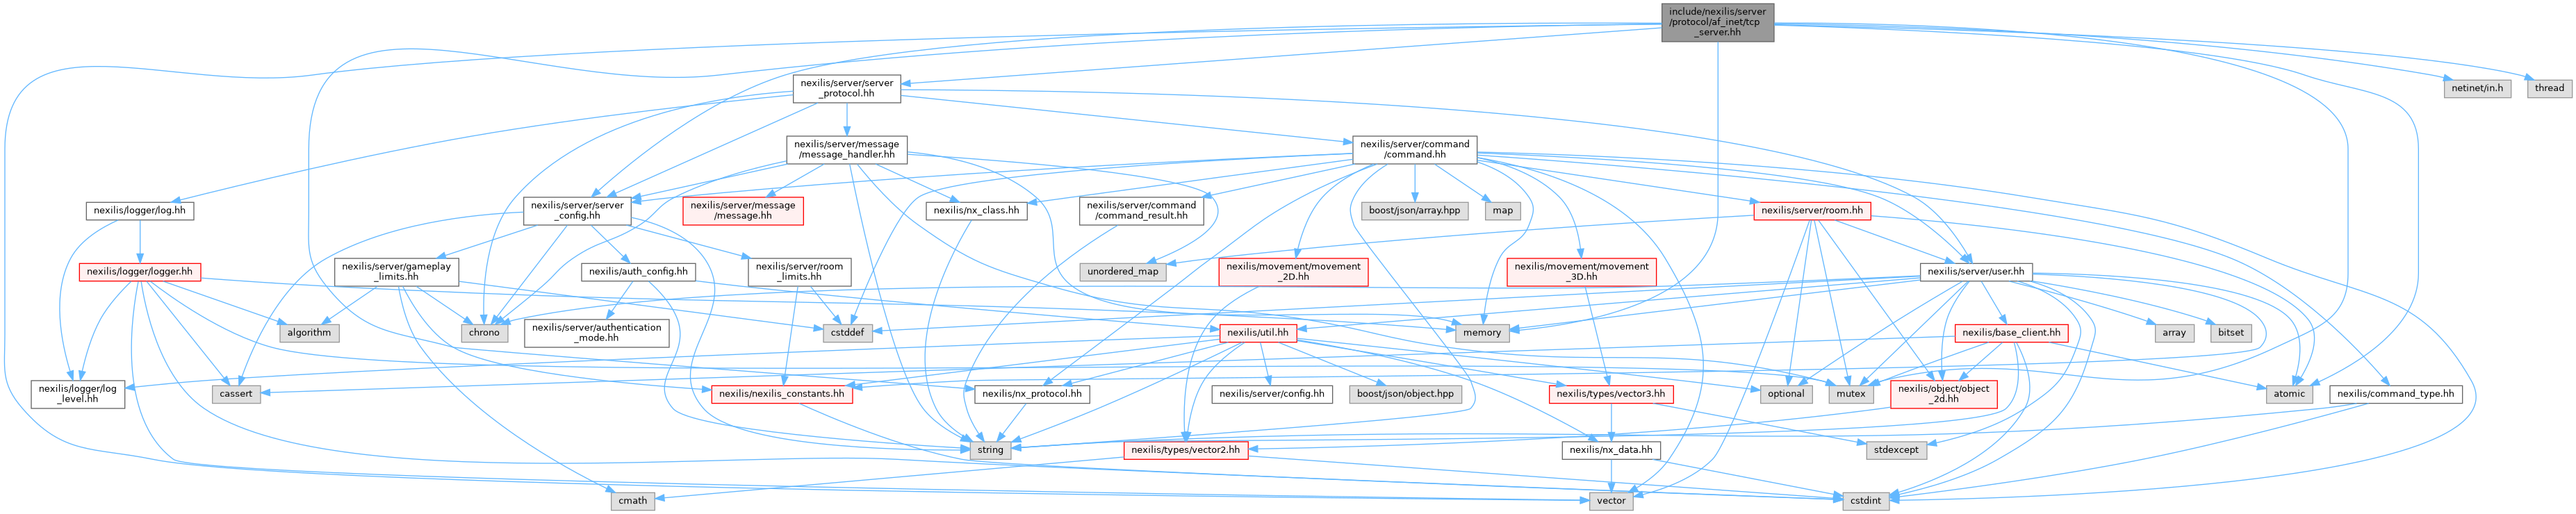 include/nexilis/server
/protocol/af_inet/tcp
_server.hh
nexilis/server/server
_protocol.hh
netinet/in.h
thread
nexilis/server/message
/message_handler.hh
nexilis/server/command
/command.hh
nexilis/logger/log.hh
nexilis/server/server
_config.hh
nexilis/server/message
/message.hh
nexilis/nx_class.hh
nexilis/server/command
/command_result.hh
boost/json/array.hpp
map
nexilis/server/room.hh
nexilis/logger/logger.hh
nexilis/server/gameplay
_limits.hh
nexilis/auth_config.hh
nexilis/server/room
_limits.hh
unordered_map
nexilis/movement/movement
_2D.hh
nexilis/movement/movement
_3D.hh
nexilis/server/user.hh
algorithm
chrono
nexilis/server/authentication
_mode.hh
cstddef
nexilis/util.hh
memory
nexilis/base_client.hh
array
bitset
nexilis/logger/log
_level.hh
cassert
nexilis/nexilis_constants.hh
nexilis/nx_protocol.hh
nexilis/server/config.hh
boost/json/object.hpp
nexilis/types/vector3.hh
optional
mutex
nexilis/object/object
_2d.hh
atomic
nexilis/command_type.hh
string
nexilis/types/vector2.hh
nexilis/nx_data.hh
stdexcept
cmath
vector
cstdint